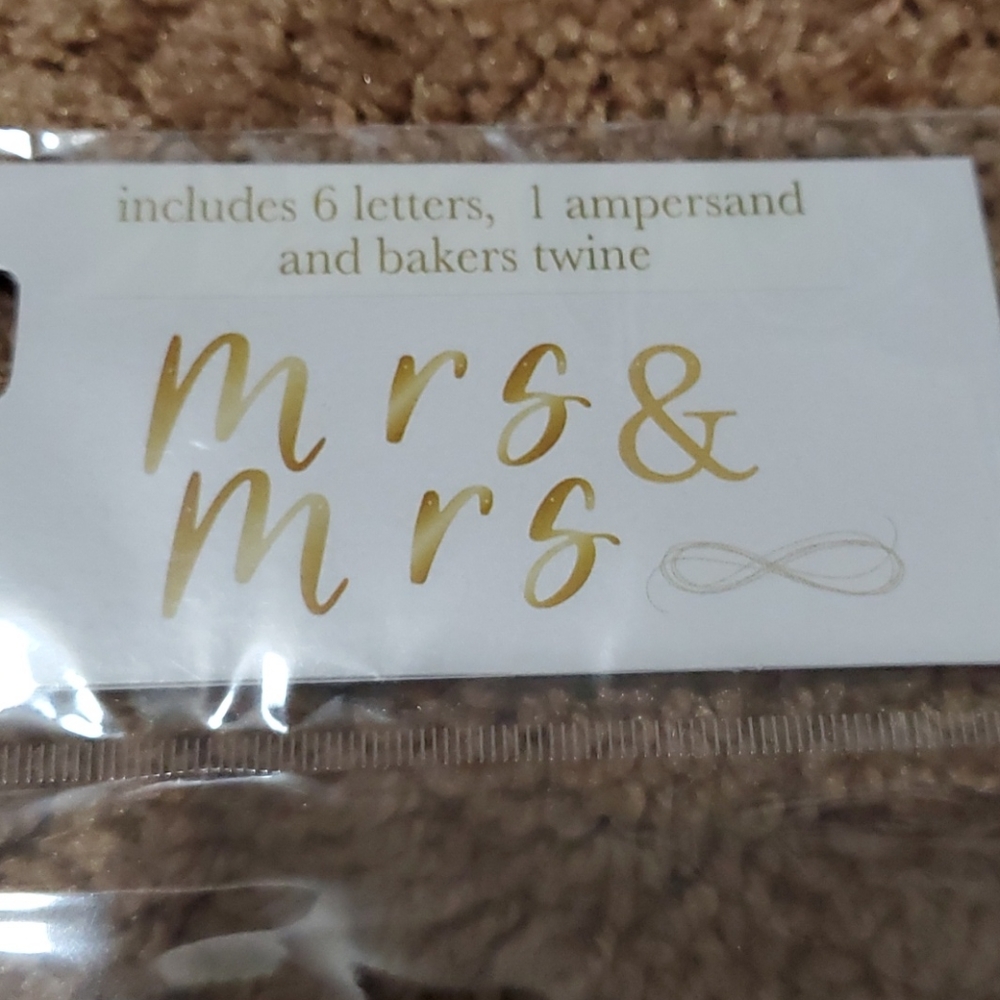 includes 6 letters, 1 ampersand
and bakers twine
mrs &
mrs